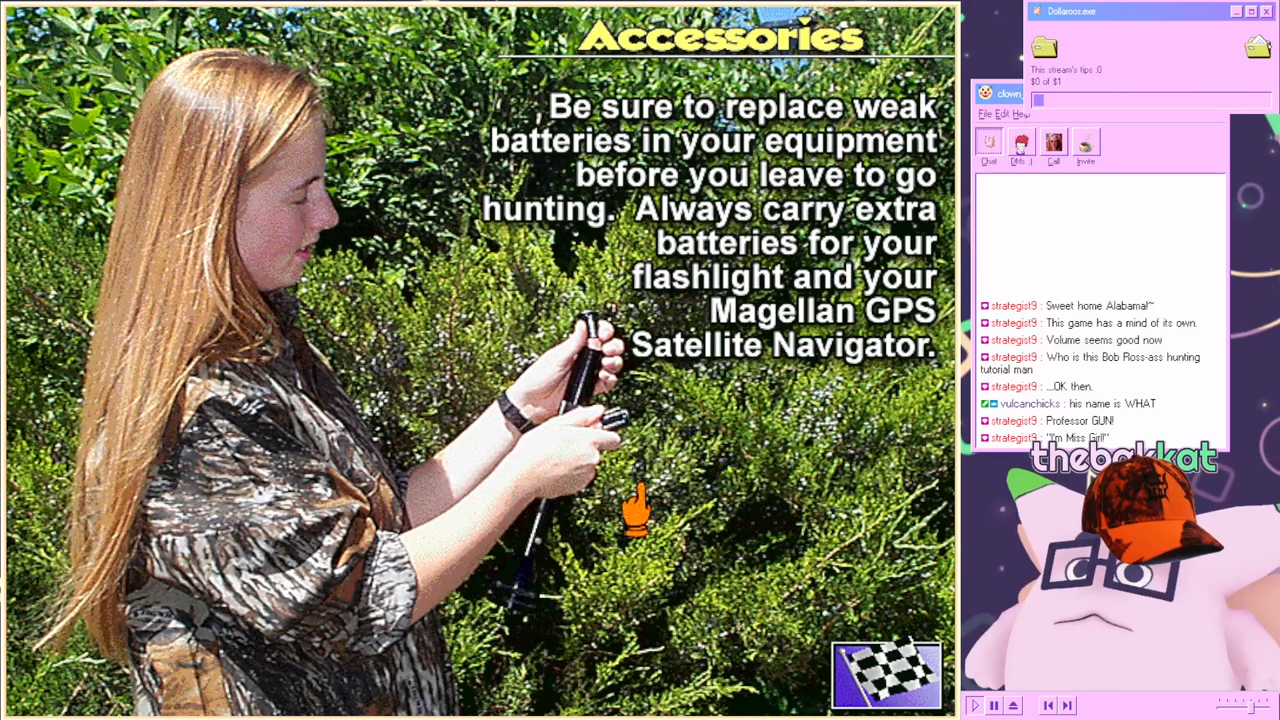 Accessories
Be sure to replace weak
batteries in your equipment
before you leave to go
hunting. Always carry extra
batteries for your
flashlight and your
Magellan GPS
Satellite Navigator.
Dollaroos.exe
This stream's tips :0
$0 of $1
clown_
File Edit Help
Chat
DMs :)
Call
Invite
strategist9 : Sweet home Alabama!~
strategist9 : This game has a mind of its own.
strategist9 : Volume seems good now
strategist9 : Who is this Bob Ross-ass hunting
tutorial man
strategist9 : ...OK then.
vulcanchicks : his name is WHAT
strategist9 : Professor GUN!
strategist9 : "I'm Miss Girl!"
thebakkat